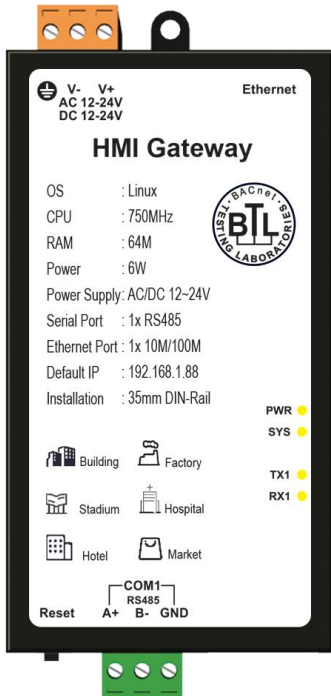 V- V+ Ethernet
AC 12-24V
DC 12-24V
HMI Gateway
OS : Linux
CPU : 750MHz
RAM : 64M
Power : 6W
Power Supply: AC/DC 12~24V
Serial Port : 1x RS485
Ethernet Port : 1x 10M/100M
Default IP : 192.168.1.88
Installation : 35mm DIN-Rail
BACnet
BTL
TESTING LABORATORIES
PWR
SYS
TX1
RX1
Building Factory
Stadium Hospital
Hotel Market
COM1
RS485
Reset A+ B- GND